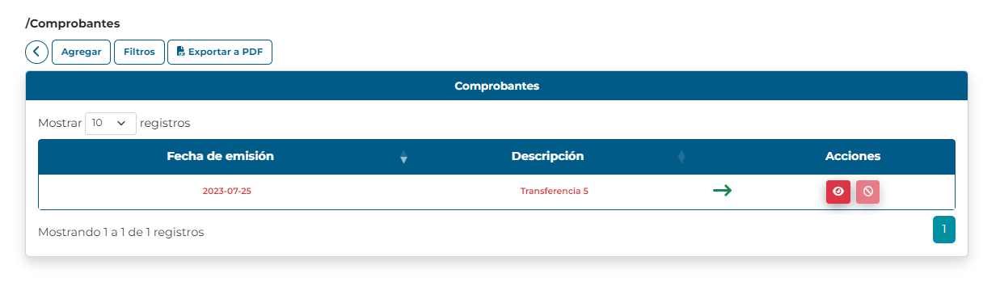 /Comprobantes
Agregar Filtros Exportar a PDF
Comprobantes
Mostrar 10 registros
Fecha de emisión Descripción Acciones
2023-07-25 Transferencia 5
Mostrando 1 a 1 de 1 registros 1